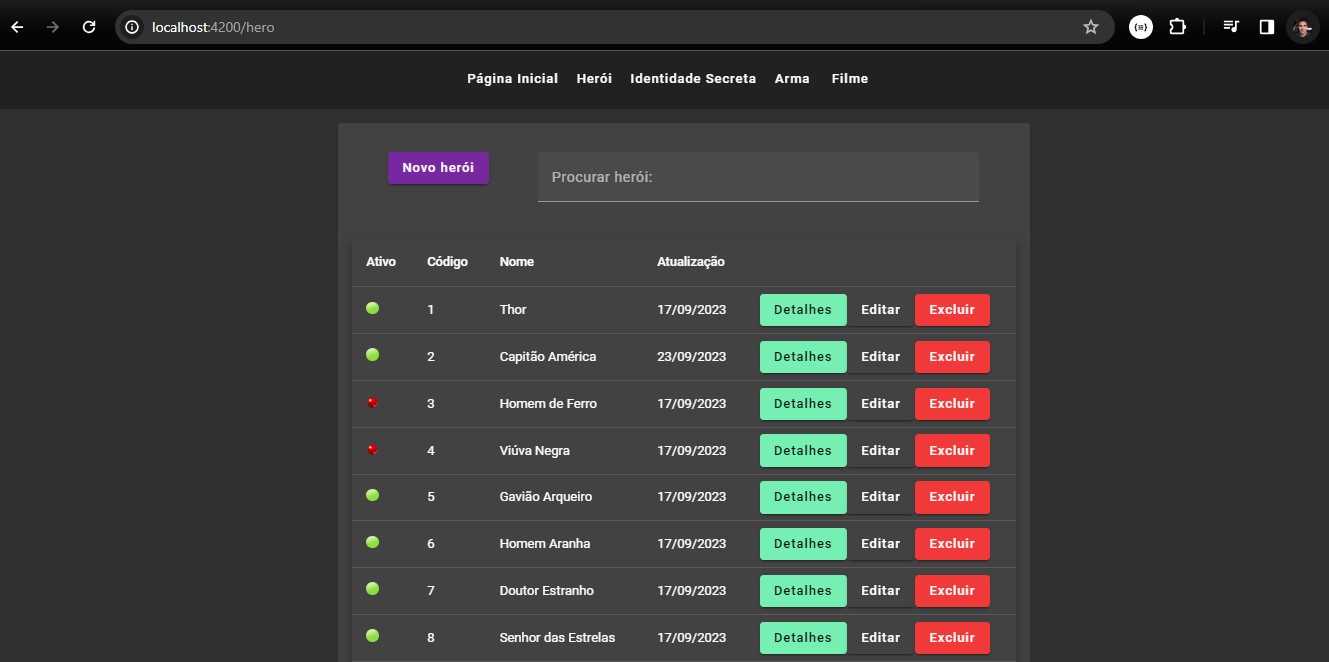 localhost:4200/hero
Página Inicial Herói Identidade Secreta Arma Filme
Novo herói Procurar herói:
Ativo Código Nome Atualização
1 Thor 17/09/2023 Detalhes Editar Excluir
2 Capitão América 23/09/2023 Detalhes Editar Excluir
3 Homem de Ferro 17/09/2023 Detalhes Editar Excluir
4 Viúva Negra 17/09/2023 Detalhes Editar Excluir
5 Gavião Arqueiro 17/09/2023 Detalhes Editar Excluir
6 Homem Aranha 17/09/2023 Detalhes Editar Excluir
7 Doutor Estranho 17/09/2023 Detalhes Editar Excluir
8 Senhor das Estrelas 17/09/2023 Detalhes Editar Excluir